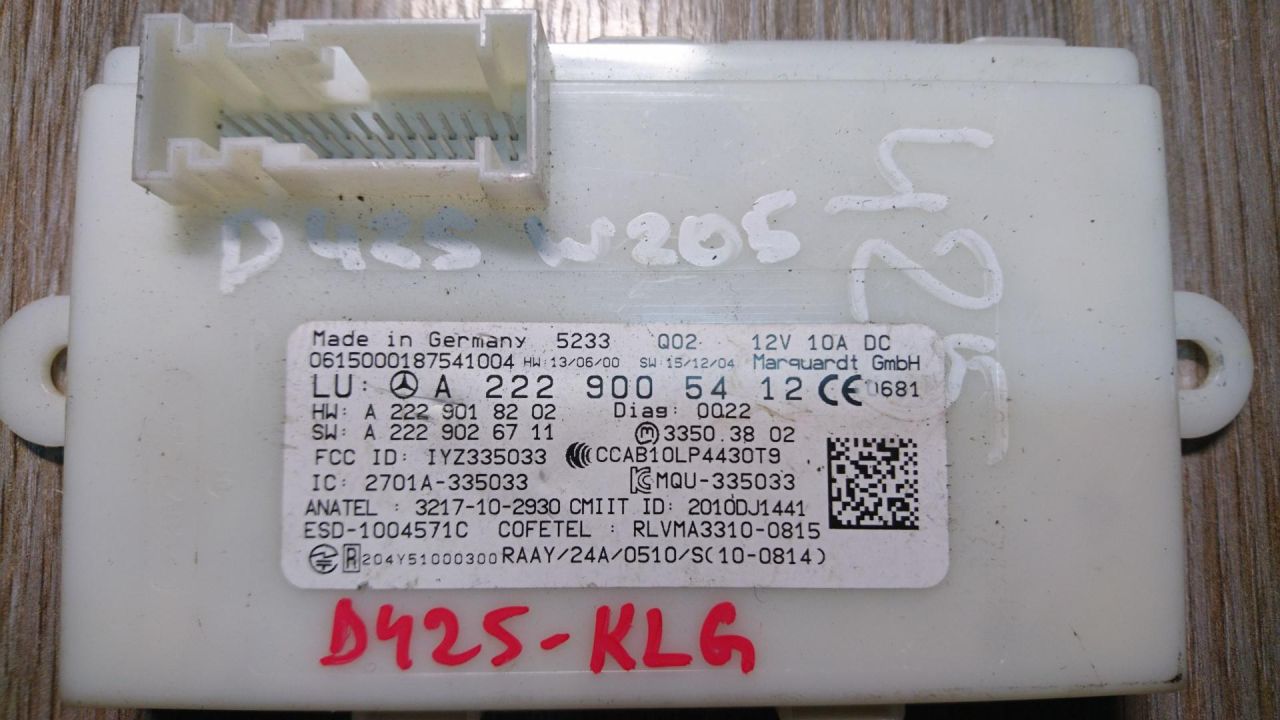 D425 W205
425
Made in Germany 5233 Q02 12V 10A DC
0615000187541004 HW:13/06/00 SW:15/12/04 Marquardt GmbH
LU: A 222 900 54 12 CE 0681
HW: A 222 901 82 02 Diag: 0022
SW: A 222 902 67 11 M 3350.38 02
FCC ID: IYZ335033 CCAB10LP4430T9
IC: 2701A-335033 MQU-335033
ANATEL : 3217-10-2930 CMIIT ID: 2010DJ1441
ESD-1004571C COFETEL : RLVMA3310-0815
R 204Y51000300 RAAY/24A/0510/S(10-0814)
D425-KLG